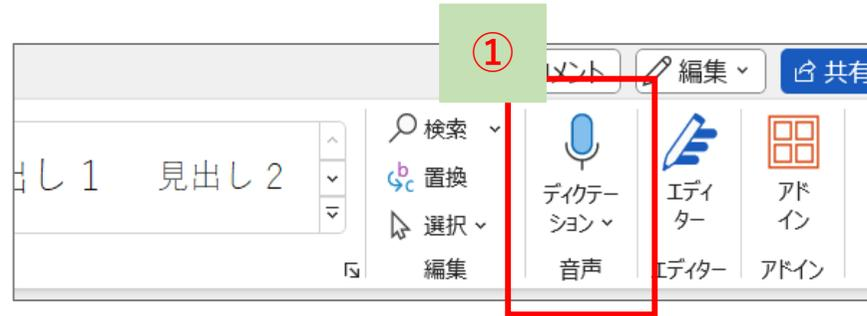 ①
メント 編集 共有
検索
出し 1 見出し 2 置換
選択
ディクテー
ション
エディ
ター
アド
イン
編集 音声 エディター アドイン